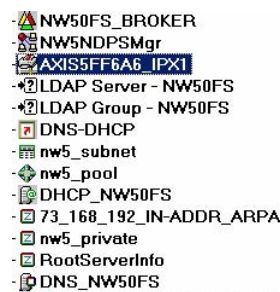 NW50FS_BROKER
NW5NDPSMgr
AXIS5FF6A6_IPX1
LDAP Server - NW50FS
LDAP Group - NW50FS
DNS-DHCP
nw5_subnet
nw5_pool
DHCP_NW50FS
73_168_192_IN-ADDR_ARPA
nw5_private
RootServerInfo
DNS_NW50FS